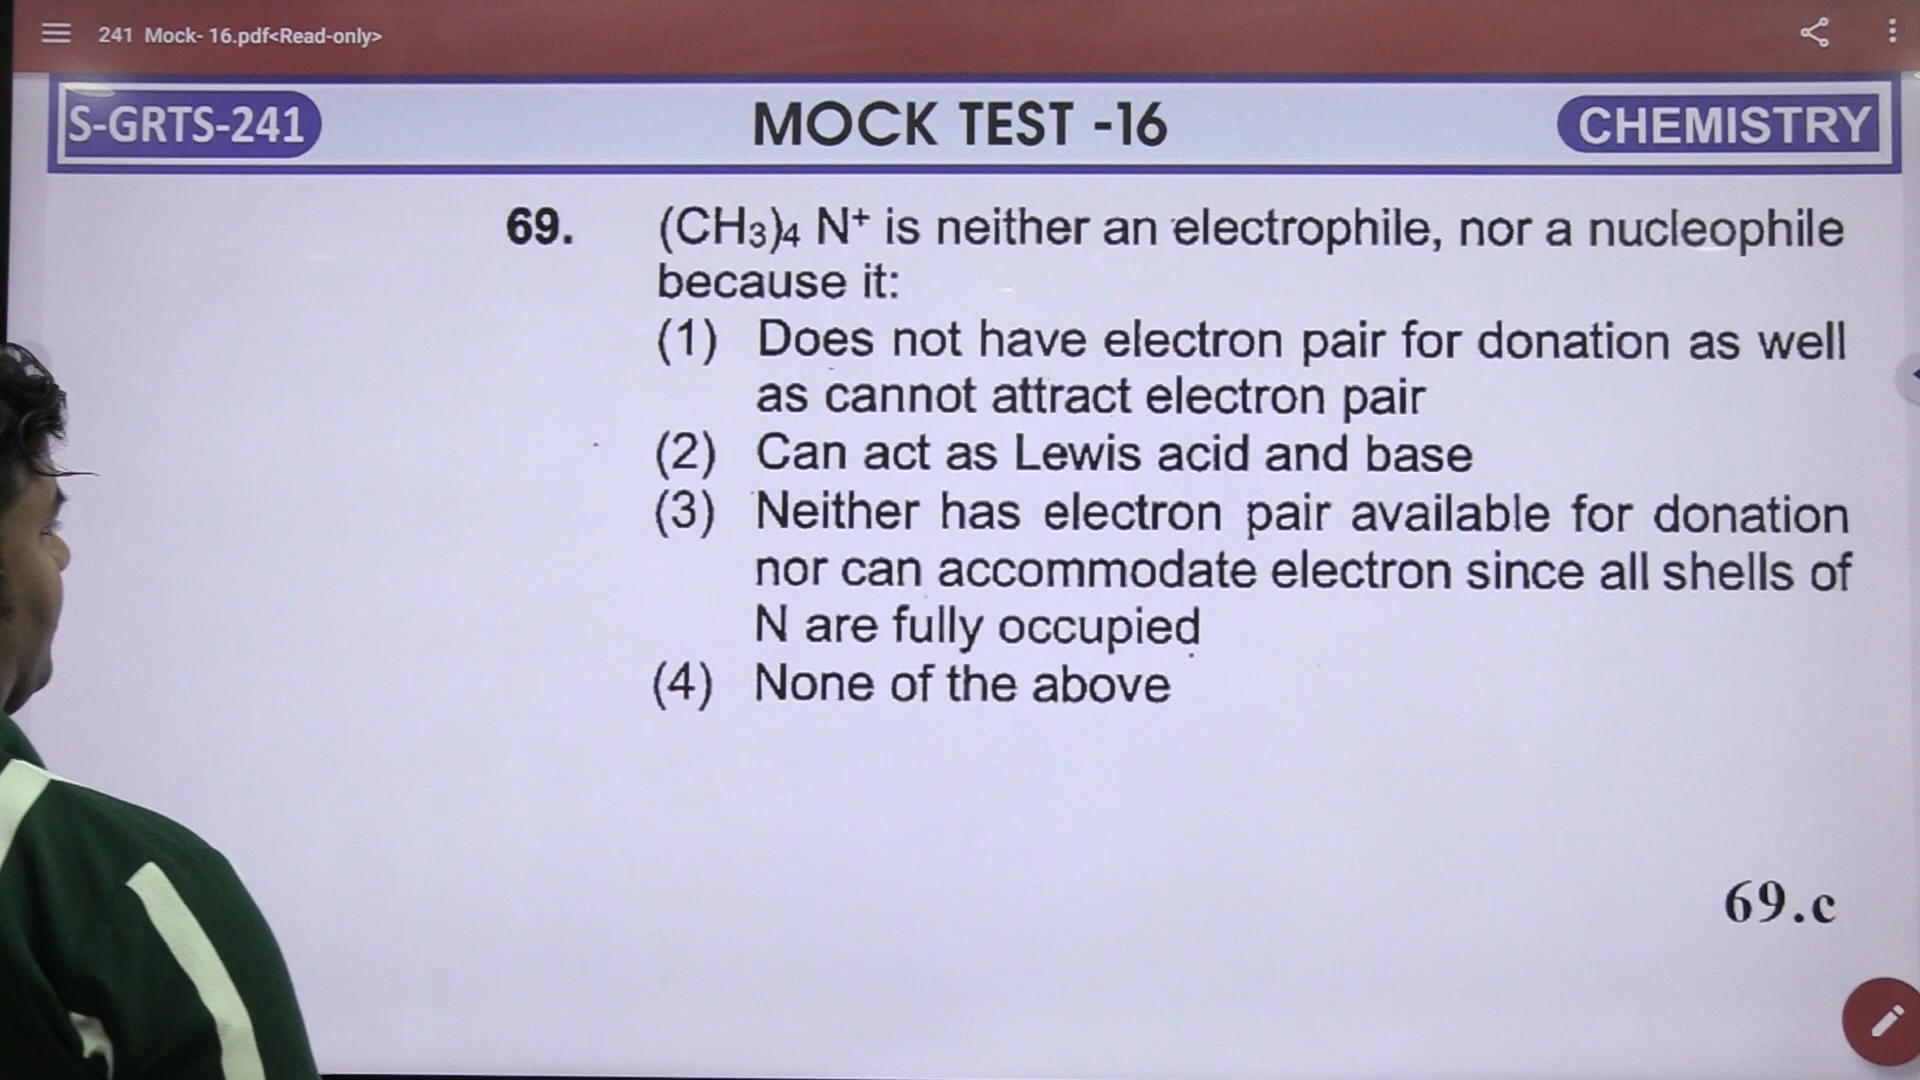 241 Mock- 16.pdf<Read-only>
S-GRTS-241
MOCK TEST -16
CHEMISTRY
69. (CH3)4 N+ is neither an electrophile, nor a nucleophile
because it:
(1) Does not have electron pair for donation as well
as cannot attract electron pair
(2) Can act as Lewis acid and base
(3) Neither has electron pair available for donation
nor can accommodate electron since all shells of
N are fully occupied
(4) None of the above
69.c